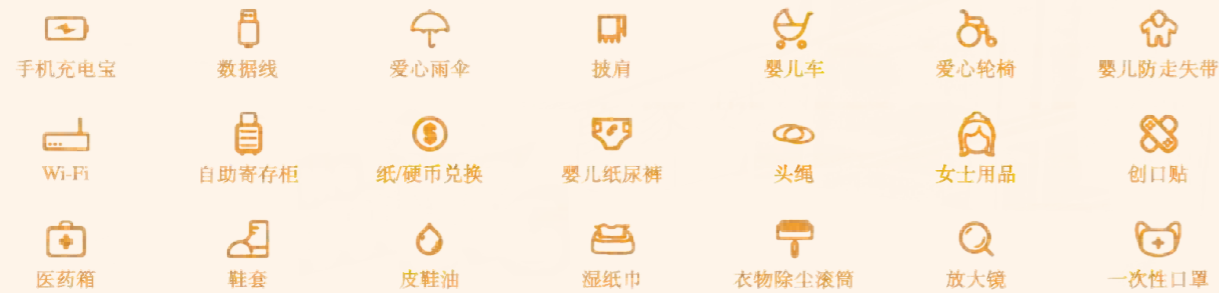 手机充电宝 数据线 爱心雨伞 披肩 婴儿车 爱心轮椅 婴儿防走失带
Wi-Fi 自助寄存柜 纸/硬币兑换 婴儿纸尿裤 头绳 女士用品 创口贴
医药箱 鞋套 皮鞋油 湿纸巾 衣物除尘滚筒 放大镜 一次性口罩